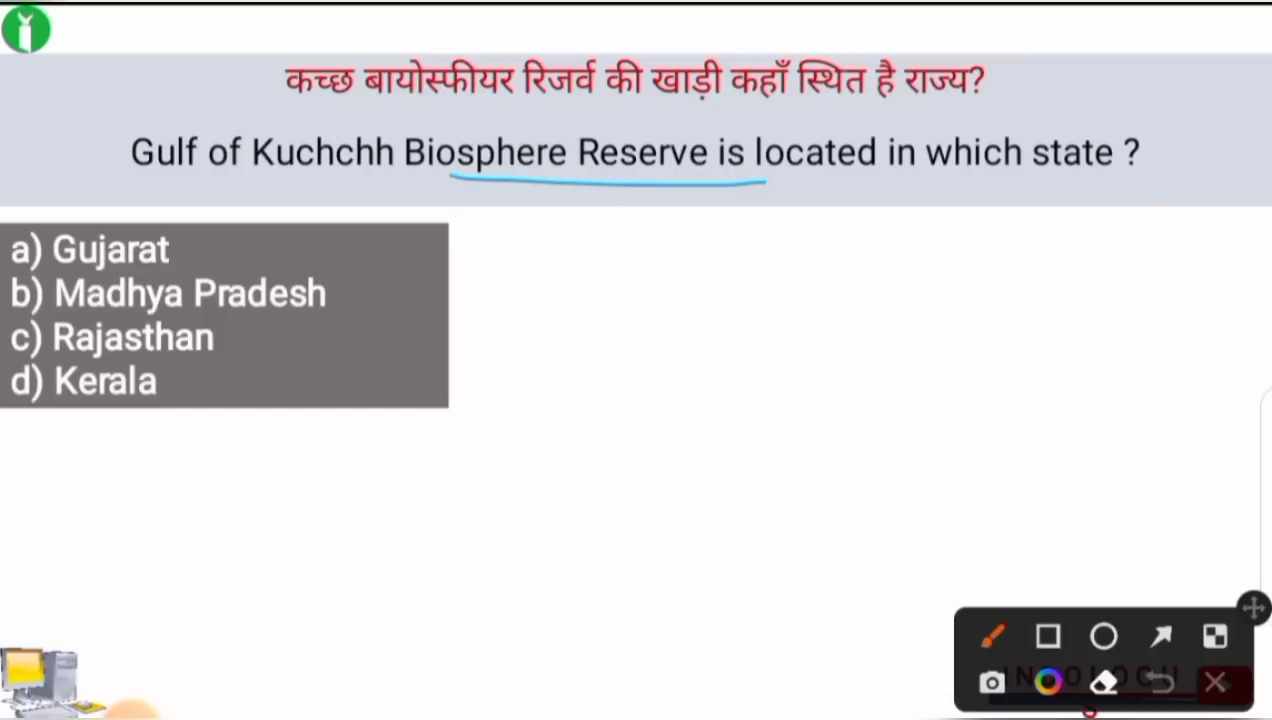 कच्छ बायोस्फीयर रिजर्व की खाड़ी कहाँ स्थित है राज्य?
Gulf of Kuchchh Biosphere Reserve is located in which state ?
a) Gujarat
b) Madhya Pradesh
c) Rajasthan
d) Kerala